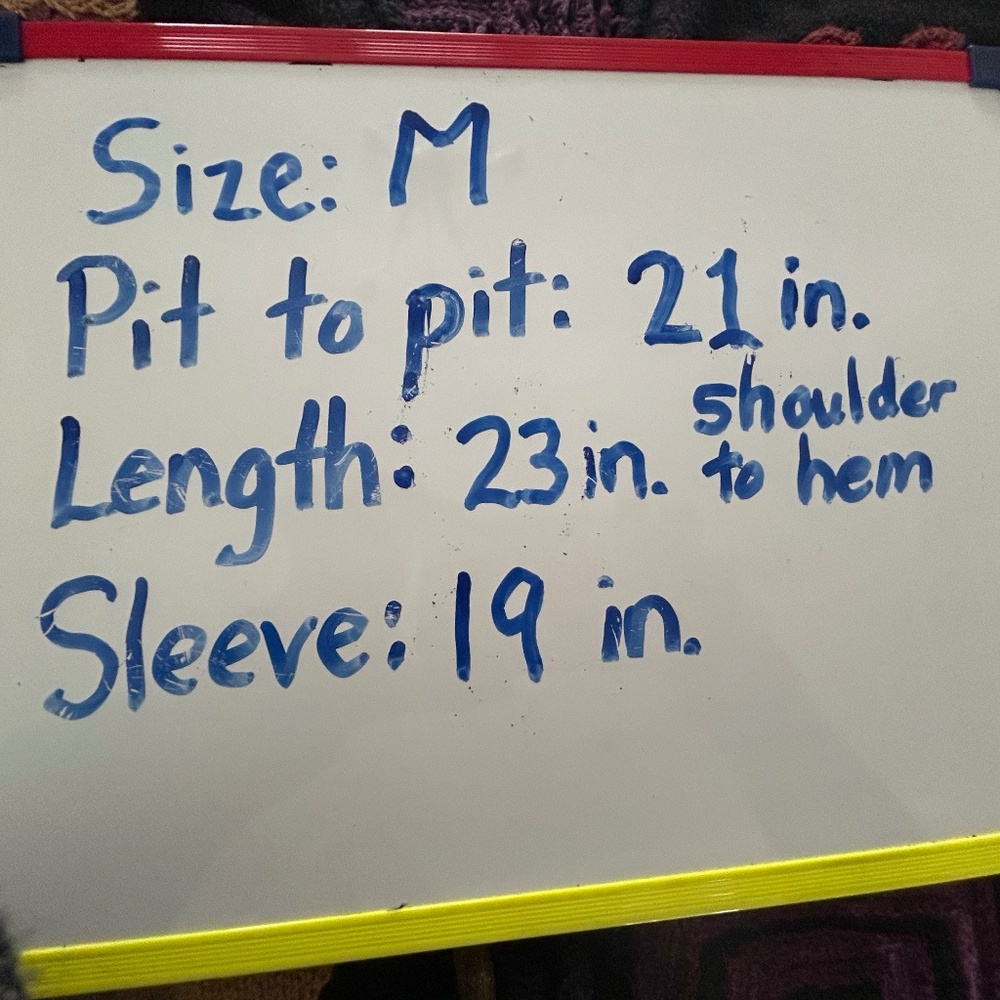 Size: M
Pit to pit: 21 in.
Length: 23 in. shoulder
to hem
Sleeve: 19 in.